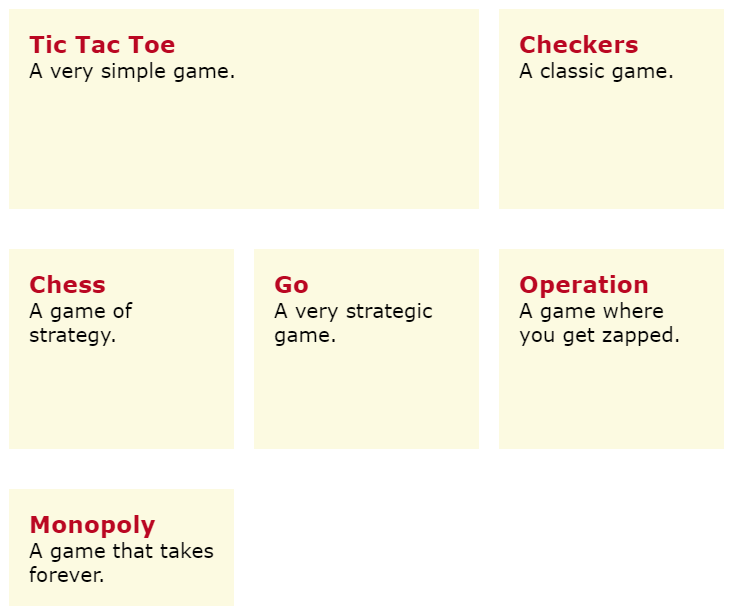 Tic Tac Toe
A very simple game.
Checkers
A classic game.
Chess
A game of
strategy.
Go
A very strategic
game.
Operation
A game where
you get zapped.
Monopoly
A game that takes
forever.